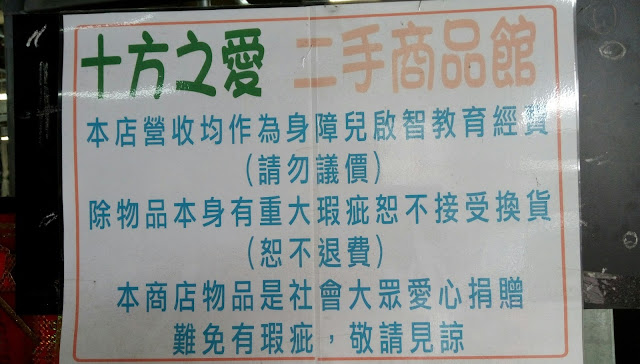 十方之愛 二手商品館
本店營收均作為身障兒啟智教育經費
(請勿議價)
除物品本身有重大瑕疵恕不接受換貨
(恕不退費)
本商店物品是社會大眾愛心捐贈
難免有瑕疵，敬請見諒